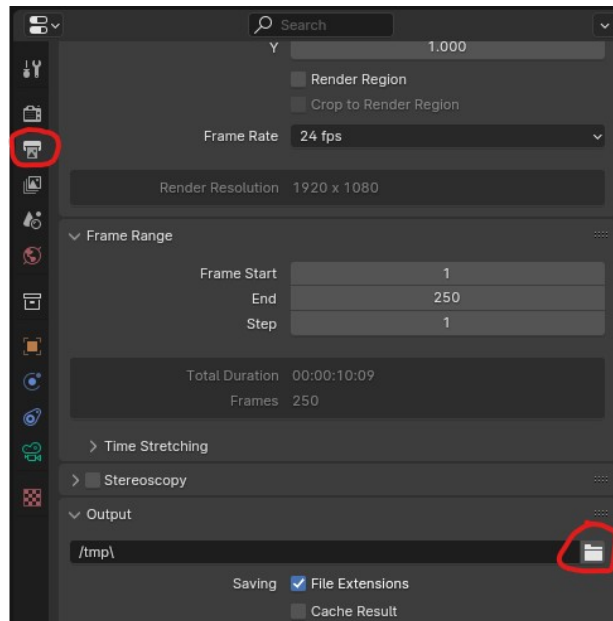 Search
Y 1.000
Render Region
Crop to Render Region
Frame Rate 24 fps
Render Resolution 1920 x 1080
Frame Range
Frame Start 1
End 250
Step 1
Total Duration 00:00:10:09
Frames 250
Time Stretching
Stereoscopy
Output
/tmp\
Saving File Extensions
Cache Result